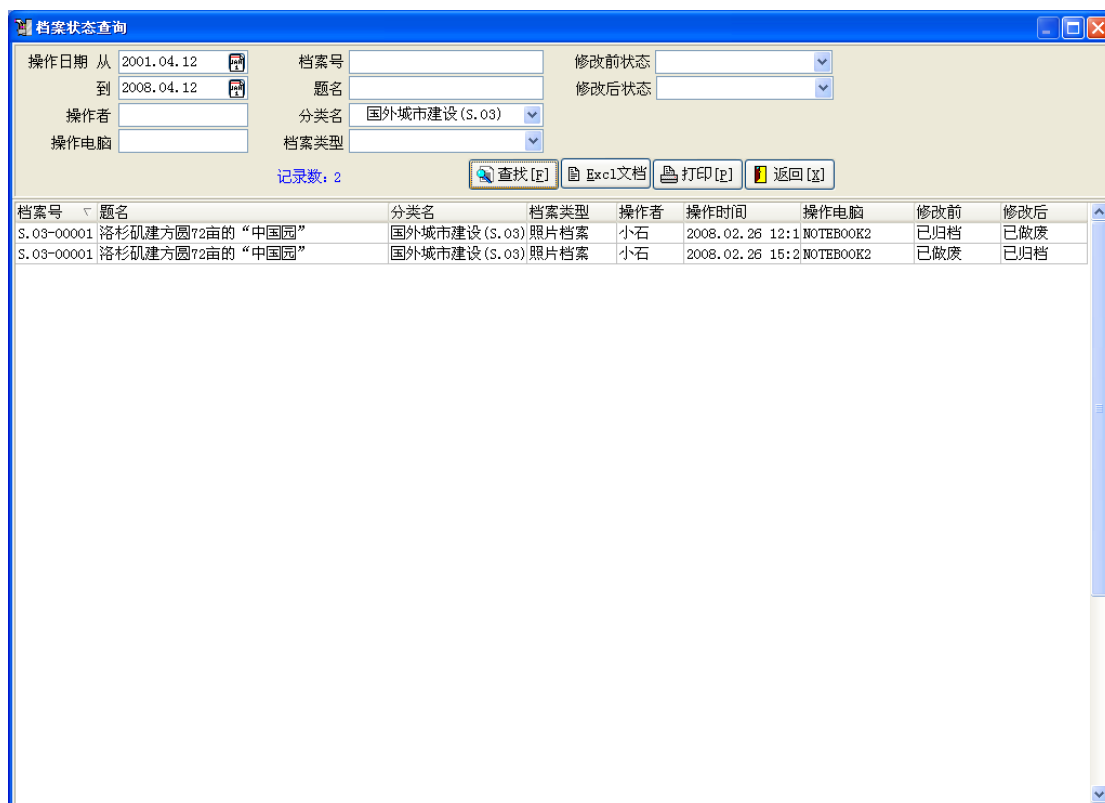 档案状态查询
操作日期 从 2001.04.12 档案号 修改前状态
到 2008.04.12 题名 修改后状态
操作者 分类名 国外城市建设(S.03)
操作电脑 档案类型
记录数: 2 查找[F] Excl文档 打印[P] 返回[X]
档案号 题名 分类名 档案类型 操作者 操作时间 操作电脑 修改前 修改后
S.03-00001 洛杉矶建方圆72亩的“中国园” 国外城市建设(S.03) 照片档案 小石 2008.02.26 12:1 NOTEBOOK2 已归档 已做废
S.03-00001 洛杉矶建方圆72亩的“中国园” 国外城市建设(S.03) 照片档案 小石 2008.02.26 15:2 NOTEBOOK2 已做废 已归档